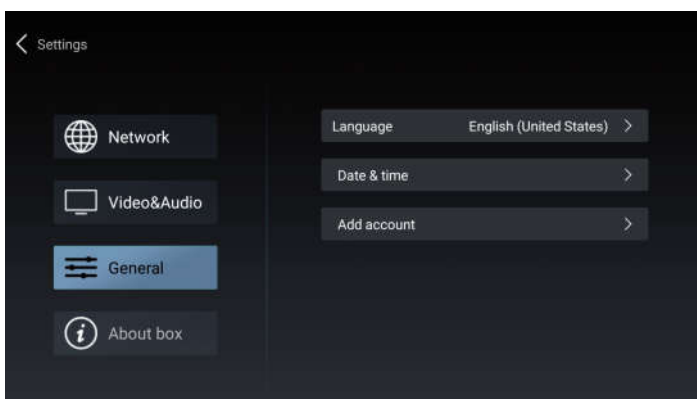 Settings
Network
Video&Audio
General
About box
Language English (United States)
Date & time
Add account